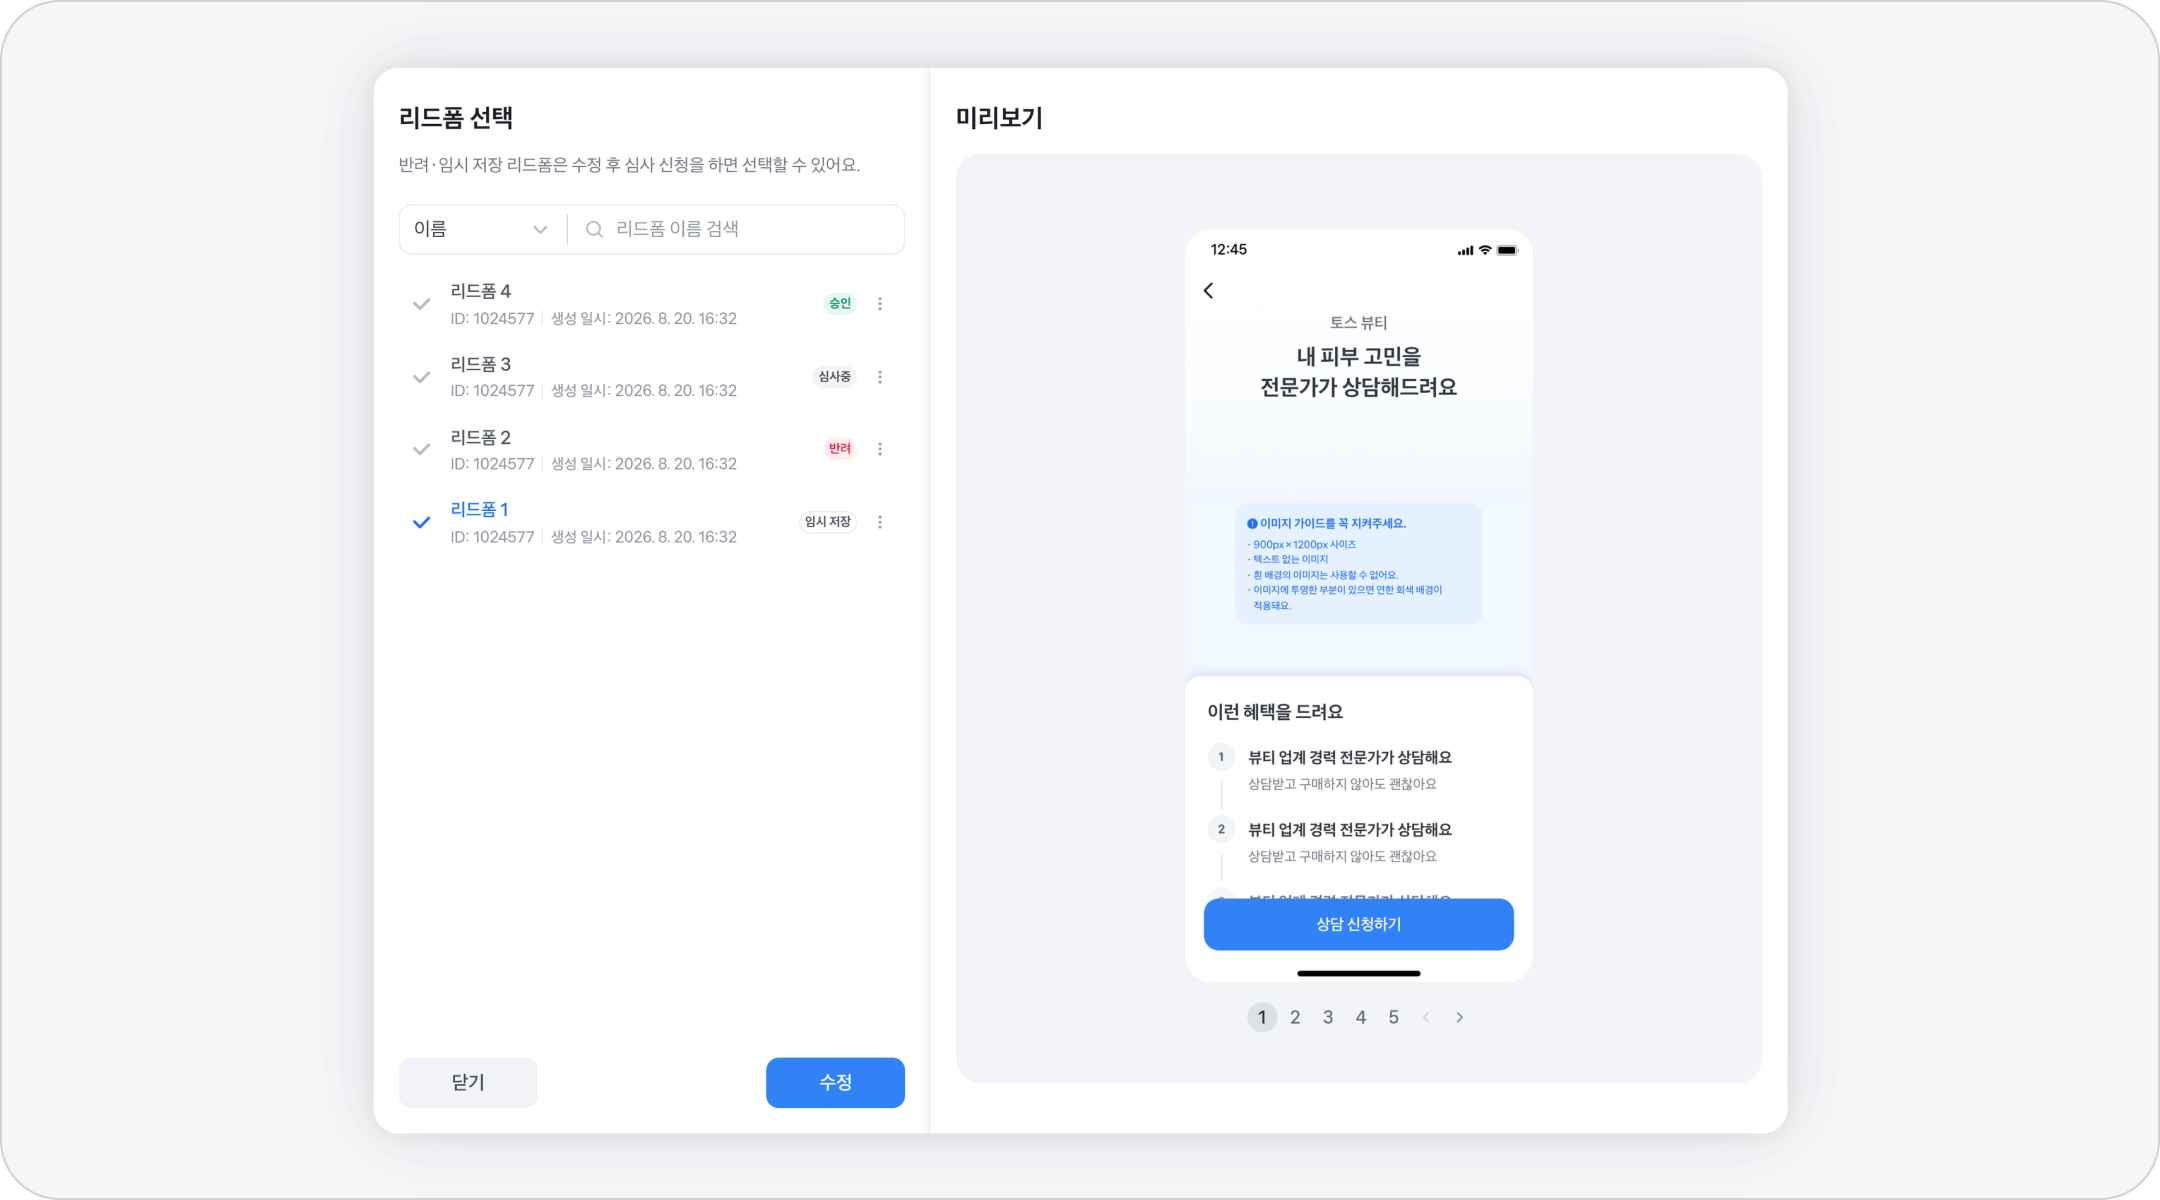 리드폼 선택
반려·임시 저장 리드폼은 수정 후 심사 신청을 하면 선택할 수 있어요.
이름
리드폼 이름 검색
리드폼 4
ID: 1024577 생성 일시: 2026. 8. 20. 16:32
승인
리드폼 3
ID: 1024577 생성 일시: 2026. 8. 20. 16:32
심사중
리드폼 2
ID: 1024577 생성 일시: 2026. 8. 20. 16:32
반려
리드폼 1
ID: 1024577 생성 일시: 2026. 8. 20. 16:32
임시 저장
닫기
수정
미리보기
12:45
토스 뷰티
내 피부 고민을
전문가가 상담해드려요
이미지 가이드를 꼭 지켜주세요.
· 900px×1200px 사이즈
· 텍스트 없는 이미지
· 흰 배경의 이미지는 사용할 수 없어요.
· 이미지에 투명한 부분이 있으면 연한 회색 배경이
적용돼요.
이런 혜택을 드려요
1
뷰티 업계 경력 전문가가 상담해요
상담받고 구매하지 않아도 괜찮아요
2
뷰티 업계 경력 전문가가 상담해요
상담받고 구매하지 않아도 괜찮아요
상담 신청하기
1 2 3 4 5